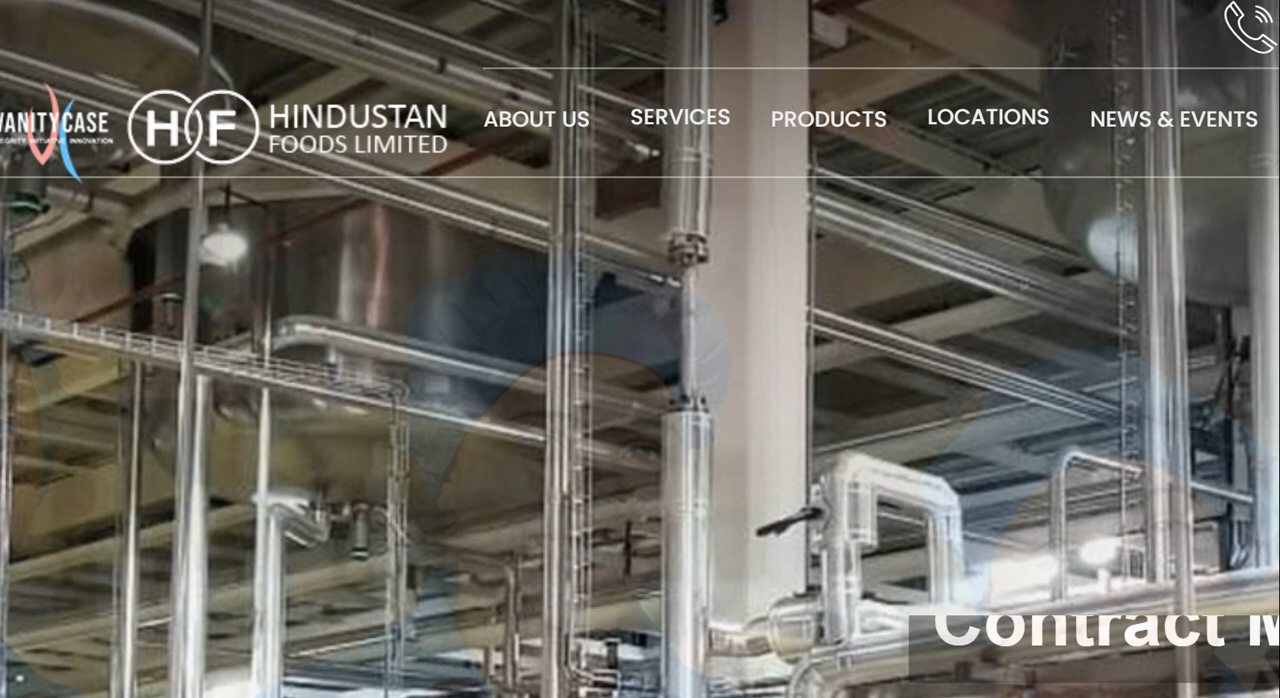 VANITYCASE
HF HINDUSTAN
FOODS LIMITED
ABOUT US SERVICES PRODUCTS LOCATIONS NEWS & EVENTS
Contract